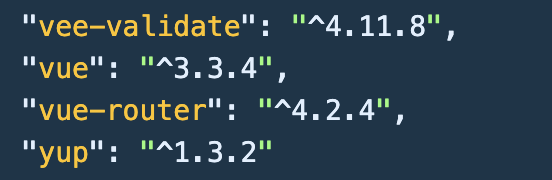 "vee-validate": "^4.11.8",
"vue": "^3.3.4",
"vue-router": "^4.2.4",
"yup": "^1.3.2"